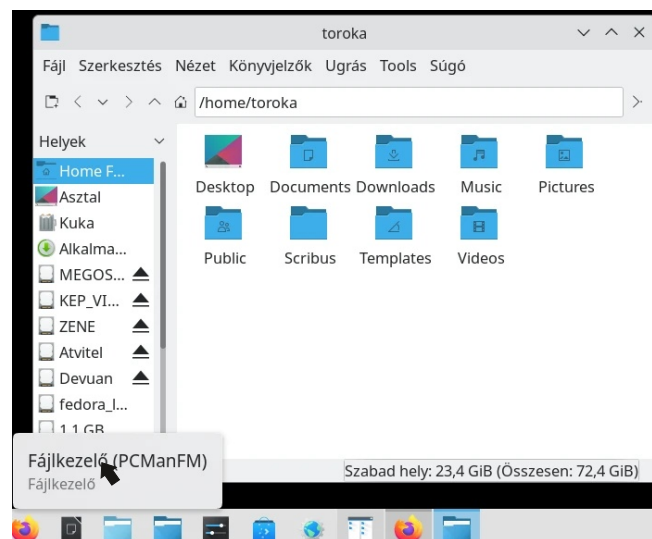 toroka
Fájl Szerkesztés Nézet Könyvjelzők Ugrás Tools Súgó
/home/toroka
Helyek
Home F...
Asztal
Kuka
Alkalma...
MEGOS...
KEP_VI...
ZENE
Atvitel
Devuan
fedora_l...
1,1 GB
Desktop Documents Downloads Music Pictures
Public Scribus Templates Videos
Fájlkezelő (PCManFM)
Fájlkezelő
Szabad hely: 23,4 GiB (Összesen: 72,4 GiB)